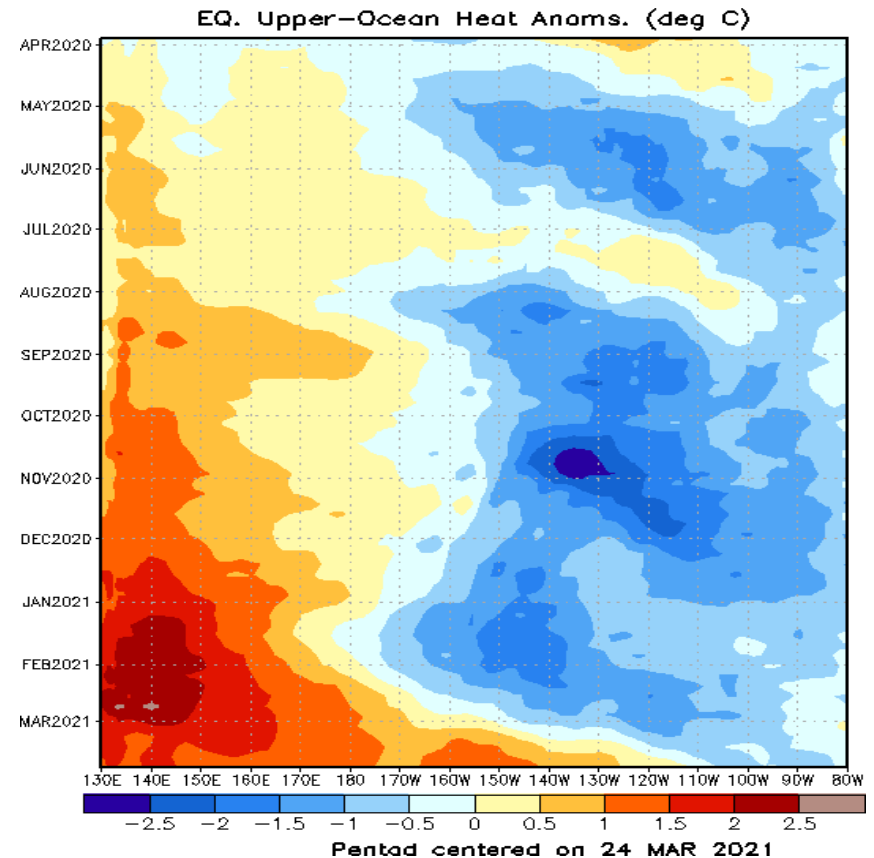 EQ. Upper-Ocean Heat Anams. (deg C)
APR2020
MAY2020
JUN2020
JUL2020
AUG2020
SEP2020
OCT2020
NOV2020
DEC2020
JAN2021
FEB2021
MAR2021
130E 140E 150E 160E 170E 180 170W 160W 150W 140W 130W 120W 110W 100W 90W 80W
-2.5 -2 -1.5 -1 -0.5 0 0.5 1 1.5 2 2.5
Pentad centered on 24 MAR 2021